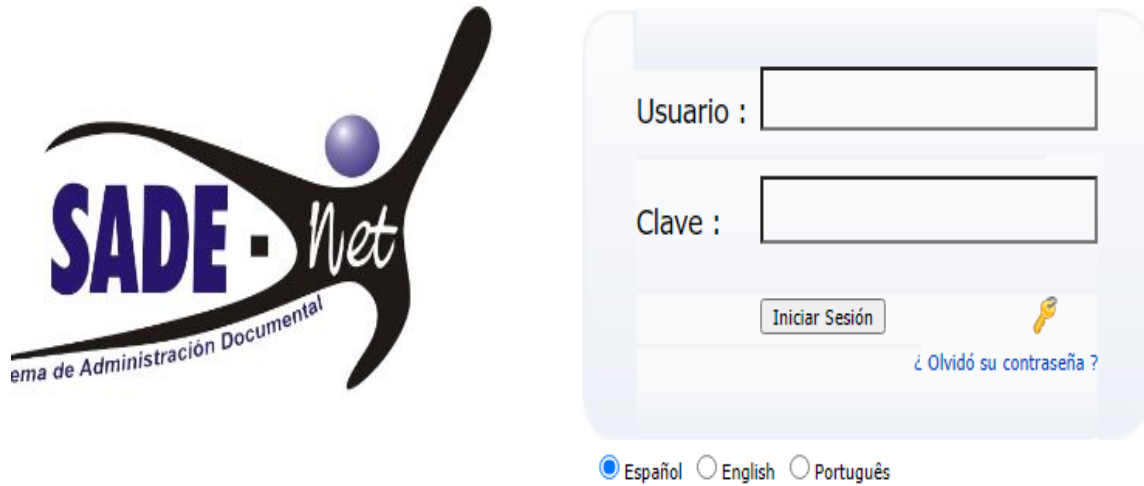 SADE - Net
ema de Administración Documental
Usuario :
Clave :
Iniciar Sesión
¿ Olvidó su contraseña ?
Español English Português